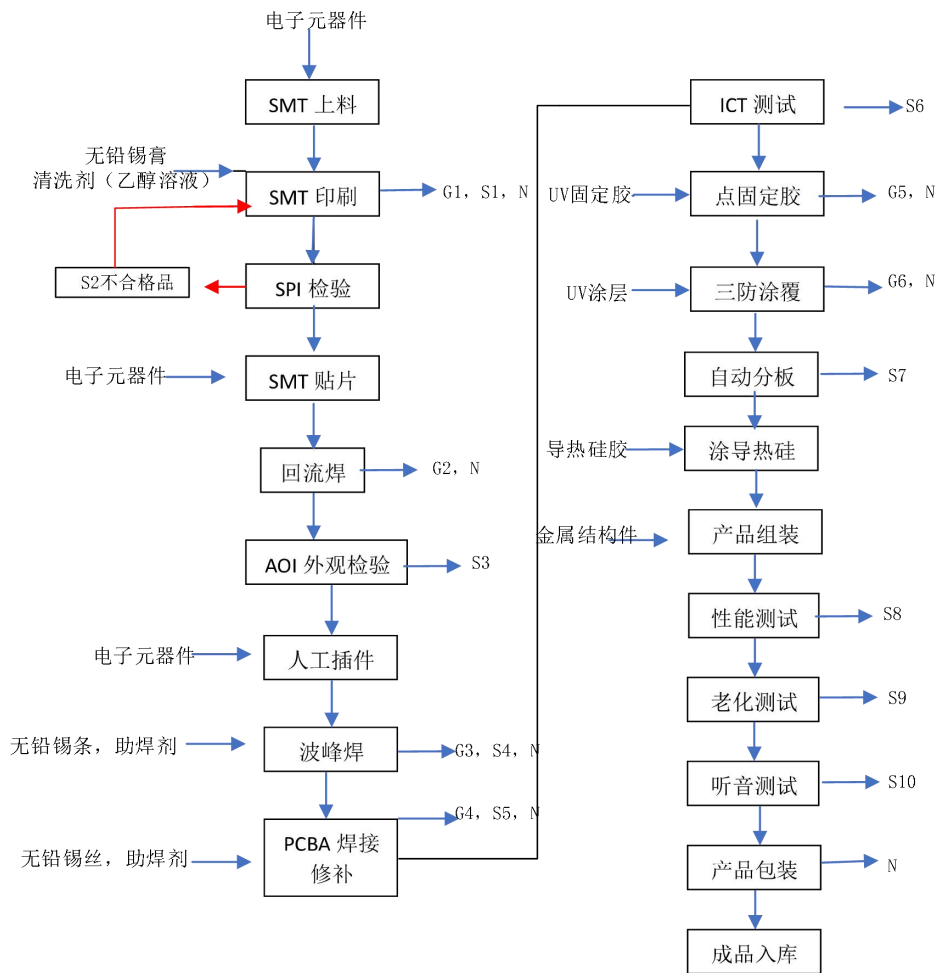 电子元器件
SMT 上料
无铅锡膏
清洗剂（乙醇溶液）
SMT 印刷
G1, S1, N
S2不合格品
SPI 检验
电子元器件
SMT 贴片
回流焊
G2, N
AOI 外观检验
S3
电子元器件
人工插件
无铅锡条，助焊剂
波峰焊
G3, S4, N
G4, S5, N
无铅锡丝，助焊剂
PCBA 焊接
修补
ICT 测试
S6
UV固定胶
点固定胶
G5, N
UV涂层
三防涂覆
G6, N
自动分板
S7
导热硅胶
涂导热硅
金属结构件
产品组装
性能测试
S8
老化测试
S9
听音测试
S10
产品包装
N
成品入库